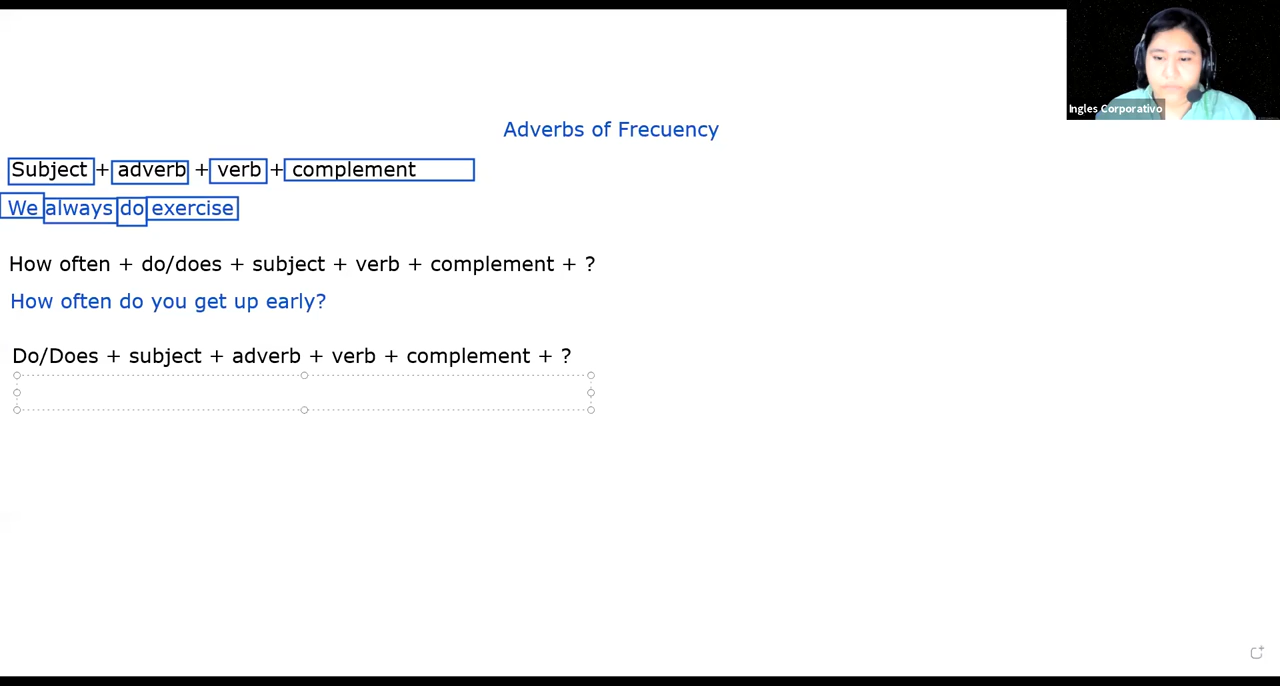 Ingles Corporativo
Adverbs of Frecuency
Subject + adverb + verb + complement
We always do exercise
How often + do/does + subject + verb + complement + ?
How often do you get up early?
Do/Does + subject + adverb + verb + complement + ?